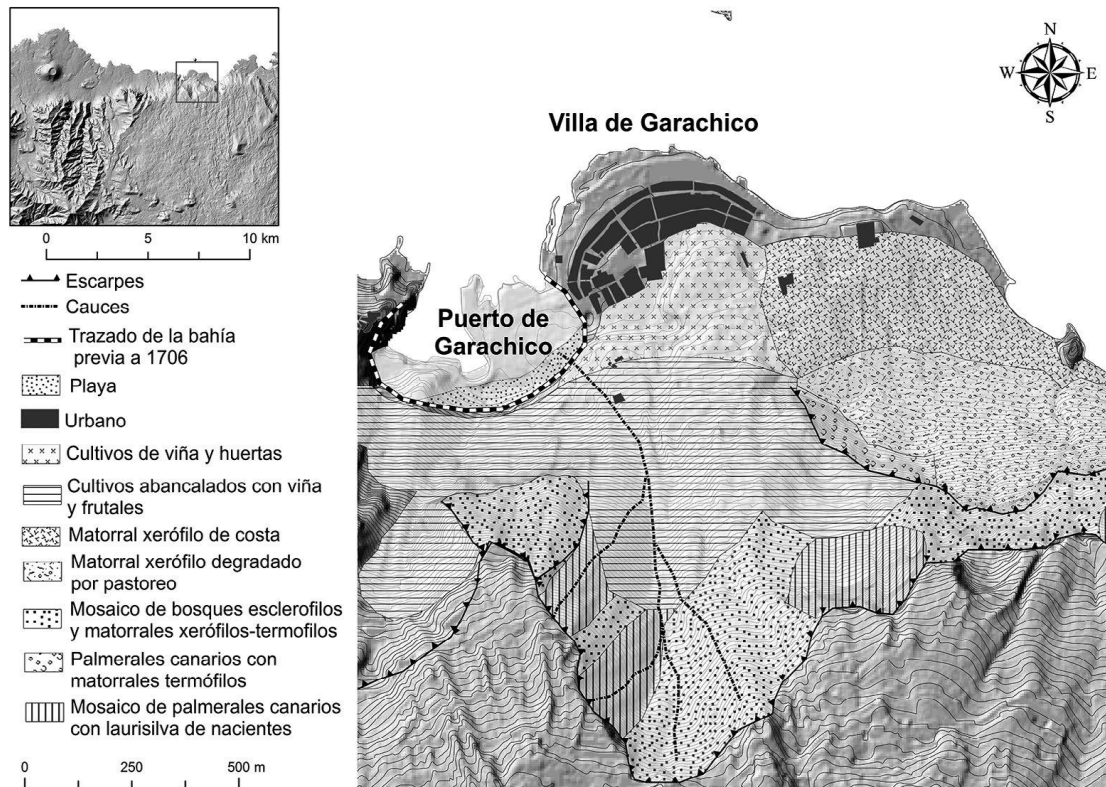 N
W E
S
Villa de Garachico
Puerto de
Garachico
0 5 10 km
Escarpes
Cauces
Trazado de la bahía
previa a 1706
Playa
Urbano
Cultivos de viña y huertas
Cultivos abancalados con viña
y frutales
Matorral xerófilo de costa
Matorral xerófilo degradado
por pastoreo
Mosaico de bosques esclerofilos
y matorrales xerófilos-termofilos
Palmerales canarios con
matorrales termófilos
Mosaico de palmerales canarios
con laurisilva de nacientes
0 250 500 m